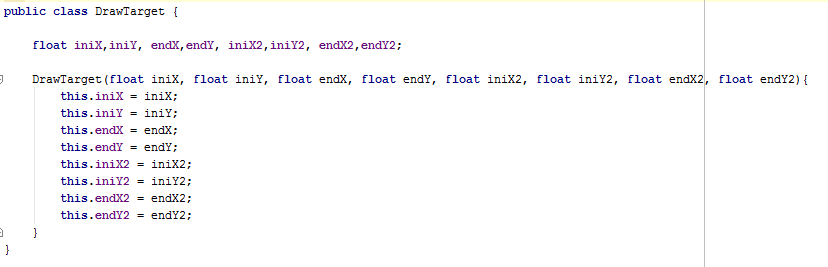 public class DrawTarget {
float iniX,iniY, endX,endY, iniX2,iniY2, endX2,endY2;
DrawTarget(float iniX, float iniY, float endX, float endY, float iniX2, float iniY2, float endX2, float endY2){
this.iniX = iniX;
this.iniY = iniY;
this.endX = endX;
this.endY = endY;
this.iniX2 = iniX2;
this.iniY2 = iniY2;
this.endX2 = endX2;
this.endY2 = endY2;
}
}